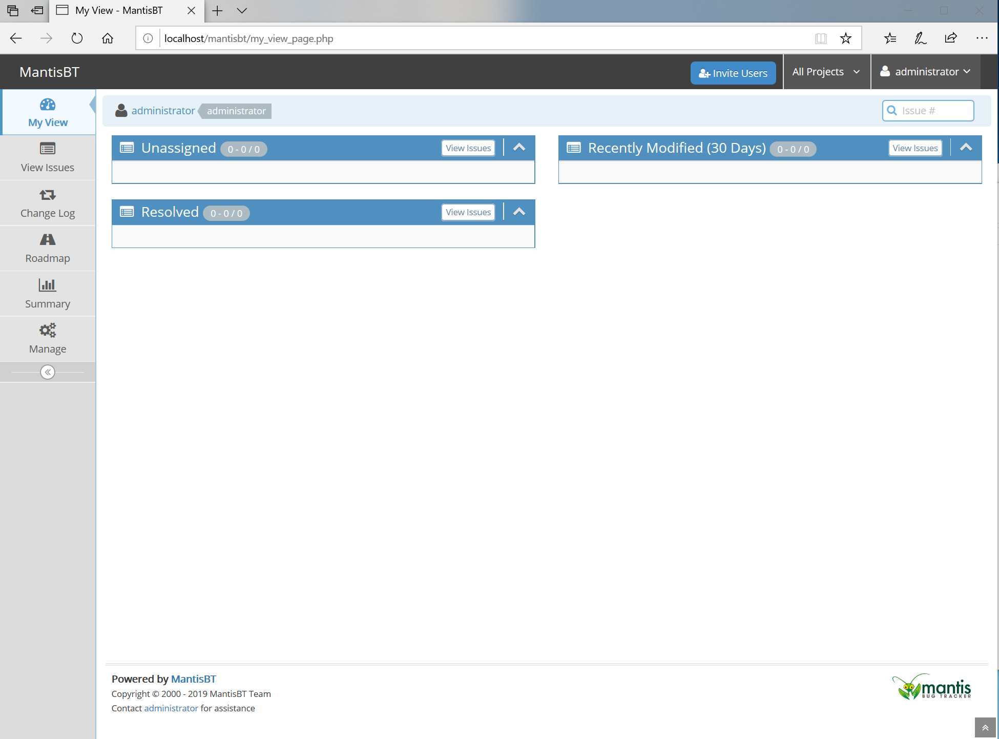 My View - MantisBT
localhost/mantisbt/my_view_page.php
MantisBT
Invite Users
All Projects
administrator
My View
View Issues
Change Log
Roadmap
Summary
Manage
administrator administrator
Issue #
Unassigned 0 - 0 / 0 View Issues
Recently Modified (30 Days) 0 - 0 / 0 View Issues
Resolved 0 - 0 / 0 View Issues
Powered by MantisBT
Copyright © 2000 - 2019 MantisBT Team
Contact administrator for assistance
mantis
BUG TRACKER